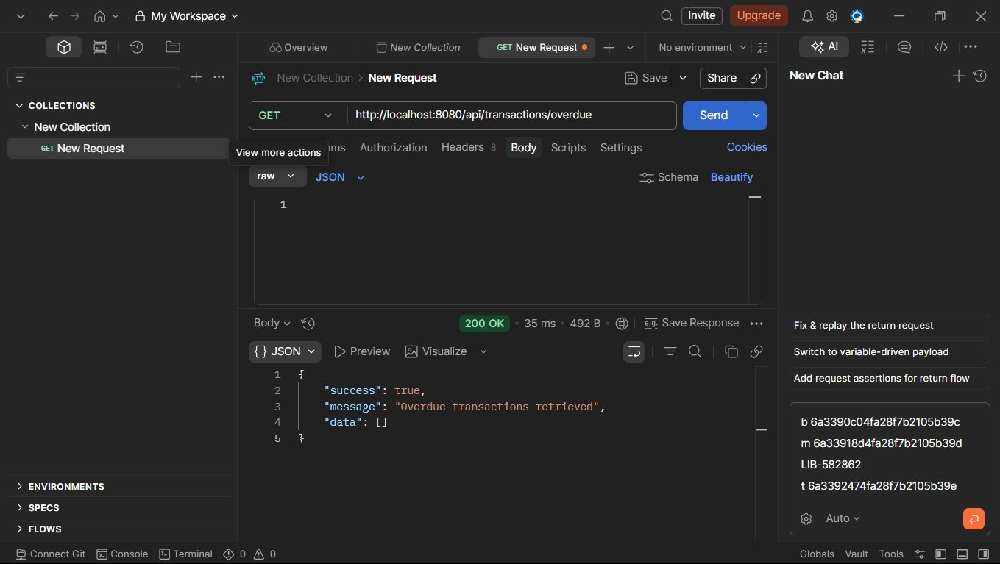 My Workspace
Invite
Upgrade
Overview
New Collection
GET New Request
No environment
AI
New Collection > New Request
Save
Share
New Chat
COLLECTIONS
New Collection
GET New Request
View more actions
GET
http://localhost:8080/api/transactions/overdue
Send
ams Authorization Headers 8 Body Scripts Settings
Cookies
raw
JSON
Schema
Beautify
1
Body
200 OK • 35 ms • 492 B
e.g. Save Response
{} JSON
Preview
Visualize
1 {
2 "success": true,
3 "message": "Overdue transactions retrieved",
4 "data": []
5 }
Fix & replay the return request
Switch to variable-driven payload
Add request assertions for return flow
b 6a3390c04fa28f7b2105b39c
m 6a33918d4fa28f7b2105b39d
LIB-582862
t 6a3392474fa28f7b2105b39e
Auto
ENVIRONMENTS
SPECS
FLOWS
Connect Git
Console
Terminal
0
0
Globals
Vault
Tools